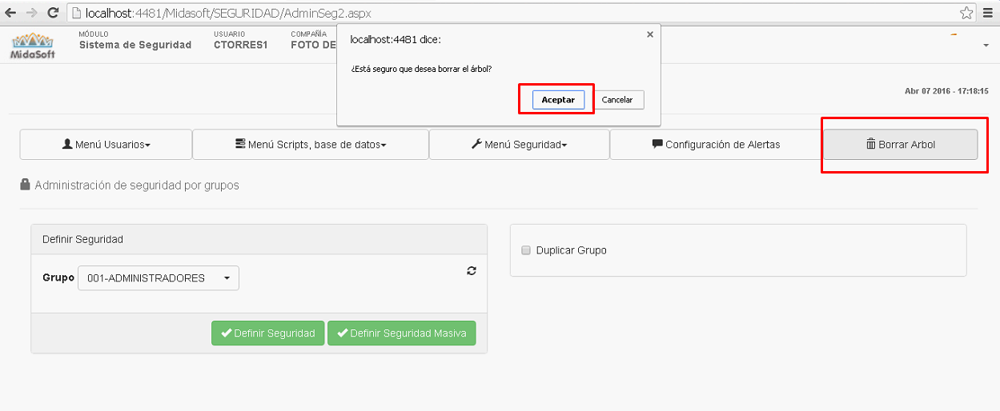 localhost:4481/Midasoft/SEGURIDAD/AdminSeg2.aspx
MidaSoft
MÓDULO
Sistema de Seguridad
USUARIO
CTORRES1
COMPAÑÍA
FOTO DE
localhost:4481 dice:
¿Está seguro que desea borrar el árbol?
Aceptar
Cancelar
Abr 07 2016 - 17:18:15
Menú Usuarios
Menú Scripts, base de datos
Menú Seguridad
Configuración de Alertas
Borrar Arbol
Administración de seguridad por grupos
Definir Seguridad
Grupo 001-ADMINISTRADORES
Definir Seguridad
Definir Seguridad Masiva
Duplicar Grupo